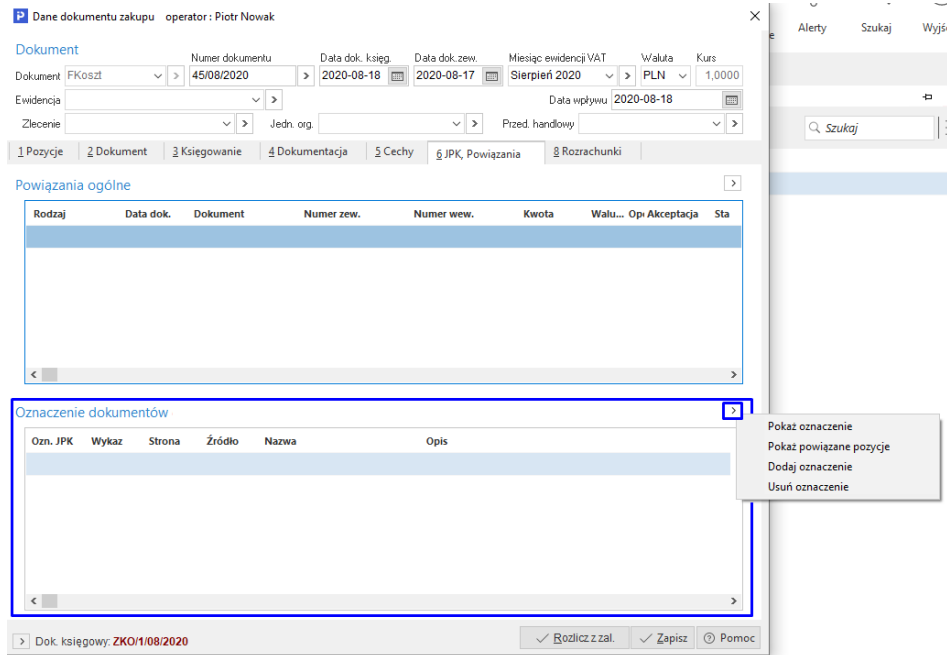 Dane dokumentu zakupu operator : Piotr Nowak
Alerty Szukaj
Dokument
Numer dokumentu Data dok. księg. Data dok.zew. Miesiąc ewidencji VAT Waluta Kurs
Dokument FKoszt 45/08/2020 2020-08-18 2020-08-17 Sierpień 2020 PLN 1,0000
Ewidencja Data wpływu 2020-08-18
Zlecenie Jedn. org. Przed. handlowy
Szukaj
1 Pozycje 2 Dokument 3 Księgowanie 4 Dokumentacja 5 Cechy 6 JPK, Powiązania 8 Rozrachunki
Powiązania ogólne
Rodzaj Data dok. Dokument Numer zew. Numer wew. Kwota Walu... Akceptacja Sta
Oznaczenie dokumentów
Ozn. JPK Wykaz Strona Źródło Nazwa Opis
Pokaż oznaczenie
Pokaż powiązane pozycje
Dodaj oznaczenie
Usuń oznaczenie
Dok. księgowy: ZKO/1/08/2020 Rozlicz z zal. Zapisz Pomoc